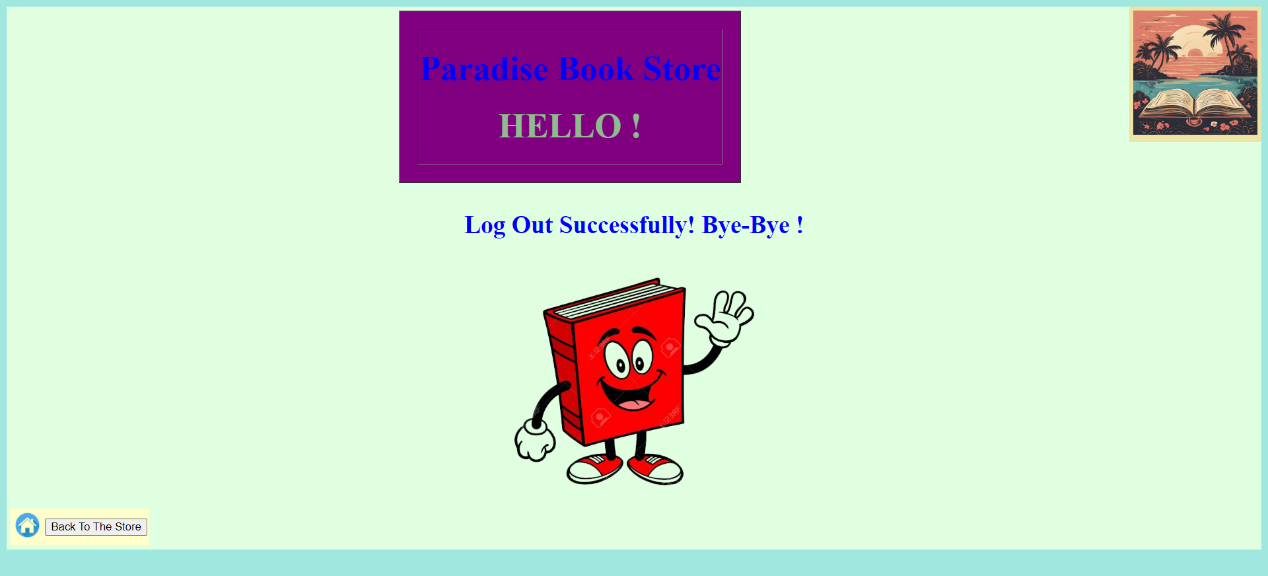 Paradise Book Store
HELLO !
Log Out Successfully! Bye-Bye !
Back To The Store